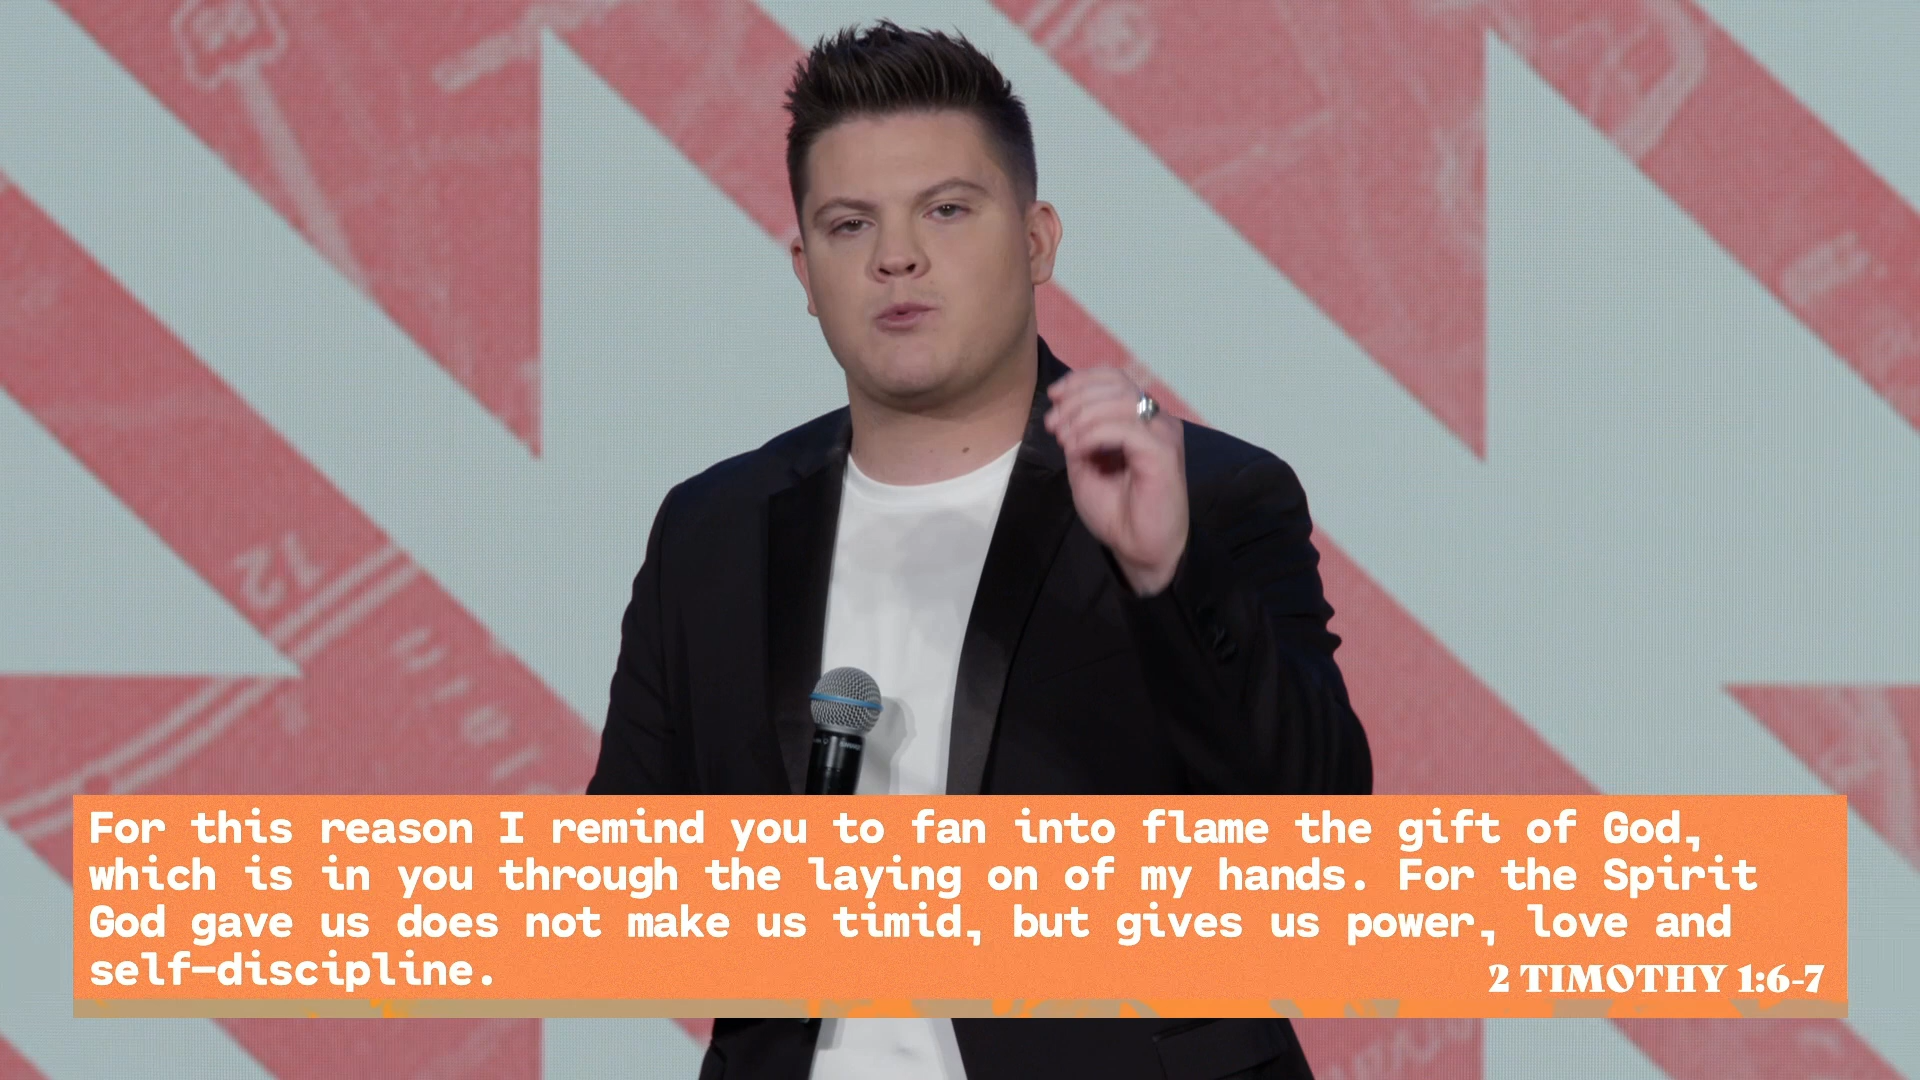 For this reason I remind you to fan into flame the gift of God,
which is in you through the laying on of my hands. For the Spirit
God gave us does not make us timid, but gives us power, love and
self-discipline.
2 TIMOTHY 1:6-7